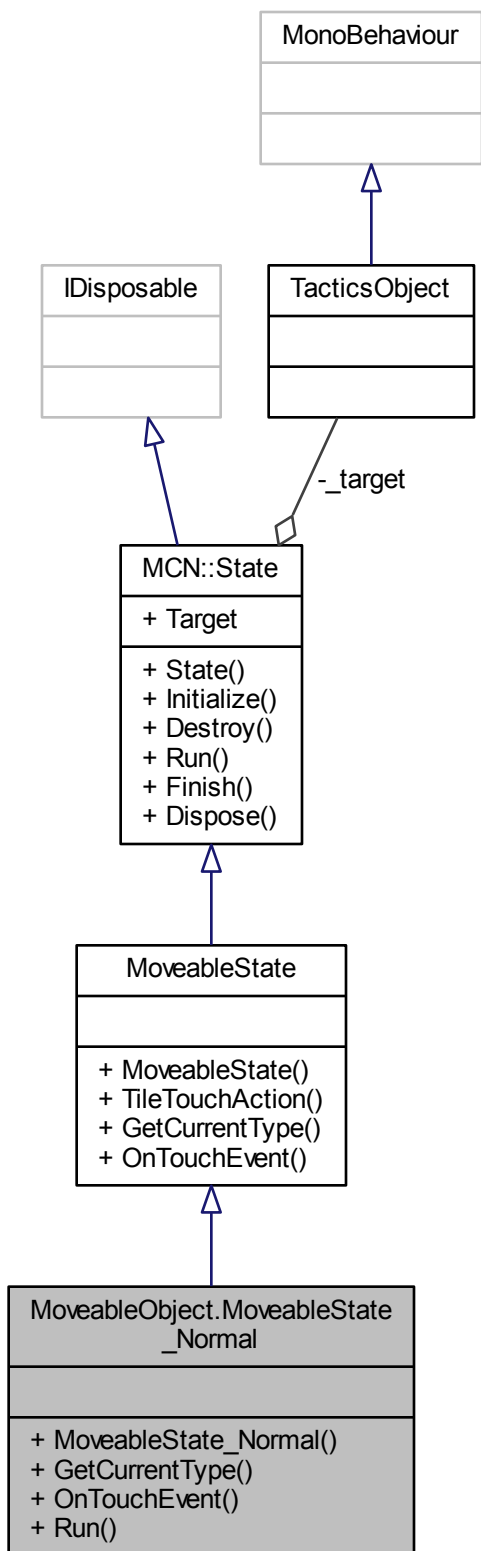 MonoBehaviour
IDisposable
TacticsObject
-_target
MCN::State
+ Target
+ State()
+ Initialize()
+ Destroy()
+ Run()
+ Finish()
+ Dispose()
MoveableState
+ MoveableState()
+ TileTouchAction()
+ GetCurrentType()
+ OnTouchEvent()
MoveableObject.MoveableState
_Normal
+ MoveableState_Normal()
+ GetCurrentType()
+ OnTouchEvent()
+ Run()